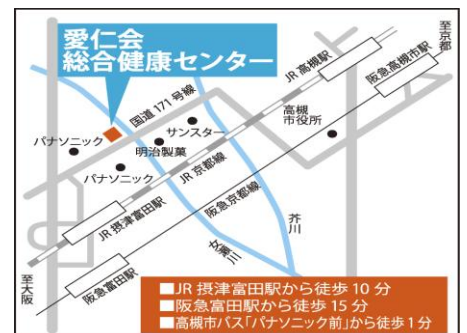 愛仁会
総合健康センター
至京都
JR高槻駅
阪急高槻市駅
国道171号線
高槻
市役所
サンスター
パナソニック
明治製菓
パナソニック
JR京都線
阪急京都線
芥川
JR摂津富田駅
女瀬川
至大阪
阪急富田駅
■JR 摂津富田駅から徒歩 10 分
■阪急富田駅から徒歩 15 分
■高槻市バス「パナソニック前」から徒歩 1 分